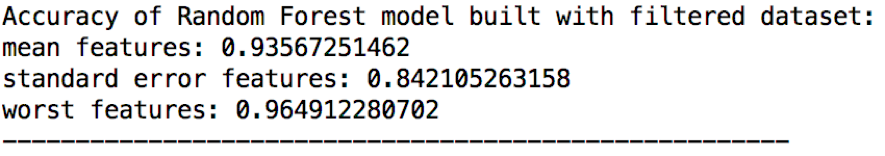 Accuracy of Random Forest model built with filtered dataset:
mean features: 0.93567251462
standard error features: 0.842105263158
worst features: 0.964912280702
------------------------------------------------------